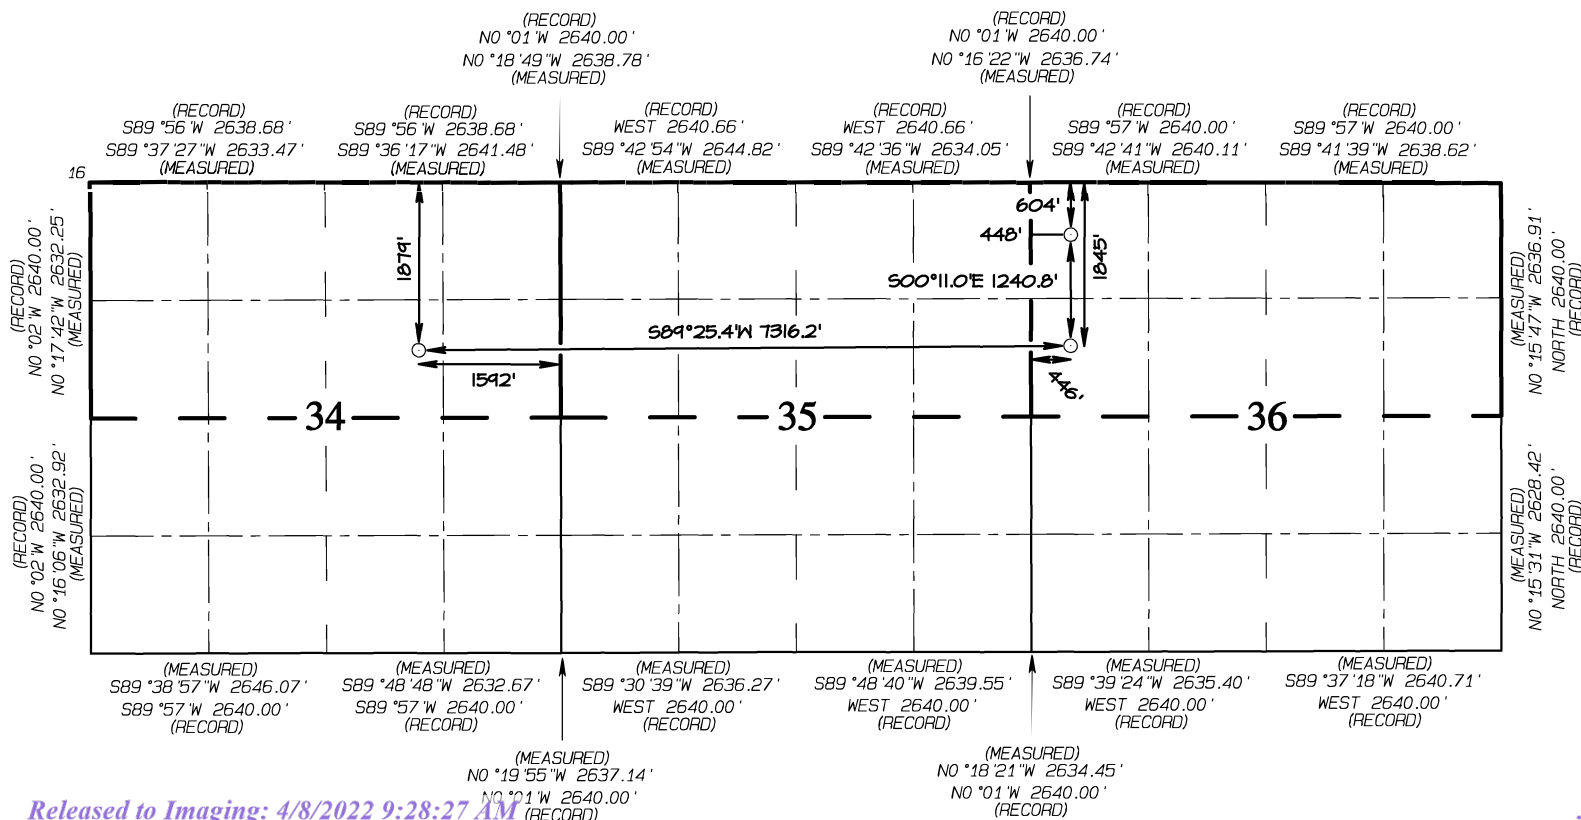 (RECORD)
N0°01'W 2640.00'
N0°18'49"W 2638.78'
(MEASURED)
(RECORD)
N0°01'W 2640.00'
N0°16'22"W 2636.74'
(MEASURED)
(RECORD)
S89°56'W 2638.68'
S89°37'27"W 2633.47'
(MEASURED)
(RECORD)
S89°56'W 2638.68'
S89°36'17"W 2641.48'
(MEASURED)
(RECORD)
WEST 2640.66'
S89°42'54"W 2644.82'
(MEASURED)
(RECORD)
WEST 2640.66'
S89°42'36"W 2634.05'
(MEASURED)
(RECORD)
S89°57'W 2640.00'
S89°42'41"W 2640.11'
(MEASURED)
(RECORD)
S89°57'W 2640.00'
S89°41'39"W 2638.62'
(MEASURED)
16
(RECORD)
N0°02'W 2640.00'
N0°17'42"W 2632.25'
(MEASURED)
1879'
604'
448'
1845'
S00°11.0'E 1240.8'
S89°25.4'W 7316.2'
1592'
446'
(MEASURED)
N0°15'47"W 2636.91'
NORTH 2640.00'
(RECORD)
34
35
36
(RECORD)
N0°02'W 2640.00'
N0°16'06"W 2632.92'
(MEASURED)
(MEASURED)
N0°15'31"W 2628.42'
NORTH 2640.00'
(RECORD)
(MEASURED)
S89°38'57"W 2646.07'
S89°57'W 2640.00'
(RECORD)
(MEASURED)
S89°48'48"W 2632.67'
S89°57'W 2640.00'
(RECORD)
(MEASURED)
S89°30'39"W 2636.27'
WEST 2640.00'
(RECORD)
(MEASURED)
S89°48'40"W 2639.55'
WEST 2640.00'
(RECORD)
(MEASURED)
S89°39'24"W 2635.40'
WEST 2640.00'
(RECORD)
(MEASURED)
S89°37'18"W 2640.71'
WEST 2640.00'
(RECORD)
(MEASURED)
N0°19'55"W 2637.14'
N0°01'W 2640.00'
(RECORD)
(MEASURED)
N0°18'21"W 2634.45'
N0°01'W 2640.00'
(RECORD)
Released to Imaging: 4/8/2022 9:28:27 AM